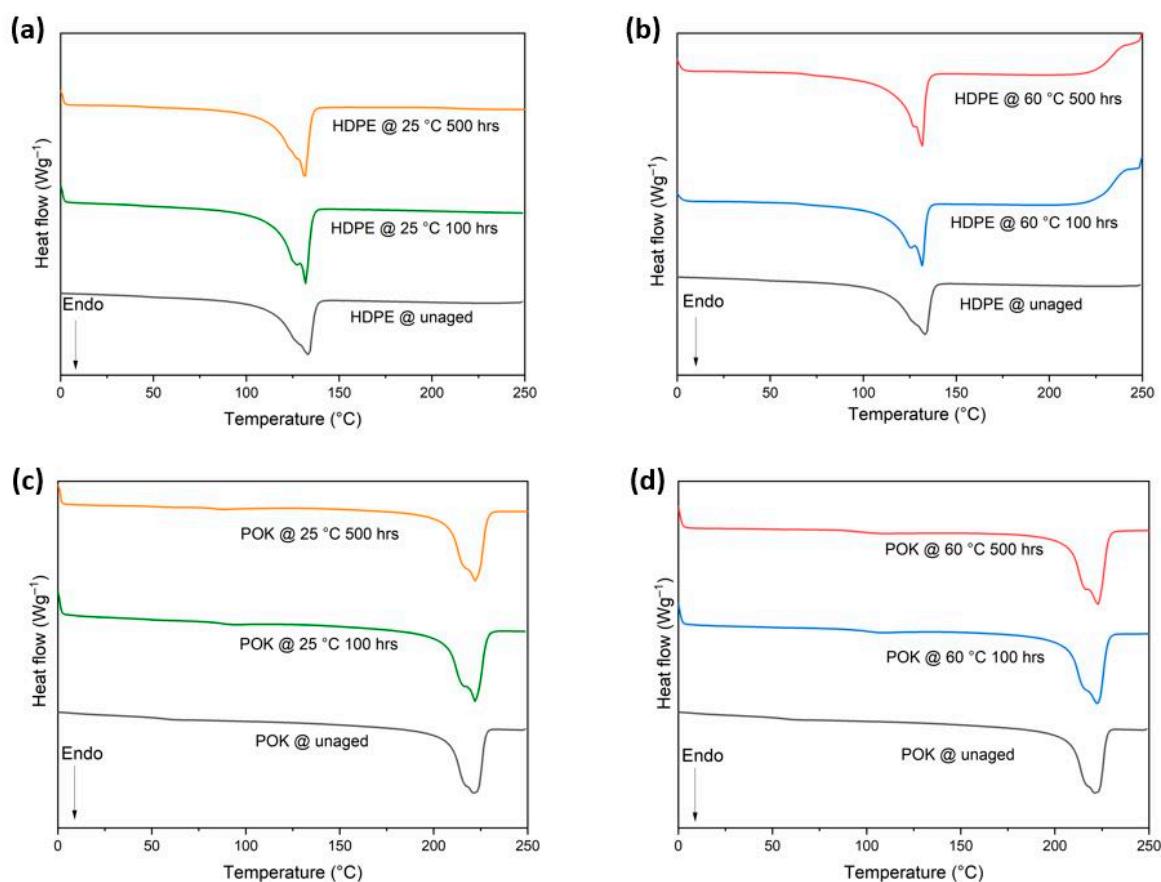 (a)
Heat flow (Wg⁻¹)
HDPE @ 25 °C 500 hrs
HDPE @ 25 °C 100 hrs
HDPE @ unaged
Endo
0 50 100 150 200 250
Temperature (°C)
(b)
Heat flow (Wg⁻¹)
HDPE @ 60 °C 500 hrs
HDPE @ 60 °C 100 hrs
HDPE @ unaged
Endo
0 50 100 150 200 250
Temperature (°C)
(c)
Heat flow (Wg⁻¹)
POK @ 25 °C 500 hrs
POK @ 25 °C 100 hrs
POK @ unaged
Endo
0 50 100 150 200 250
Temperature (°C)
(d)
Heat flow (Wg⁻¹)
POK @ 60 °C 500 hrs
POK @ 60 °C 100 hrs
POK @ unaged
Endo
0 50 100 150 200 250
Temperature (°C)